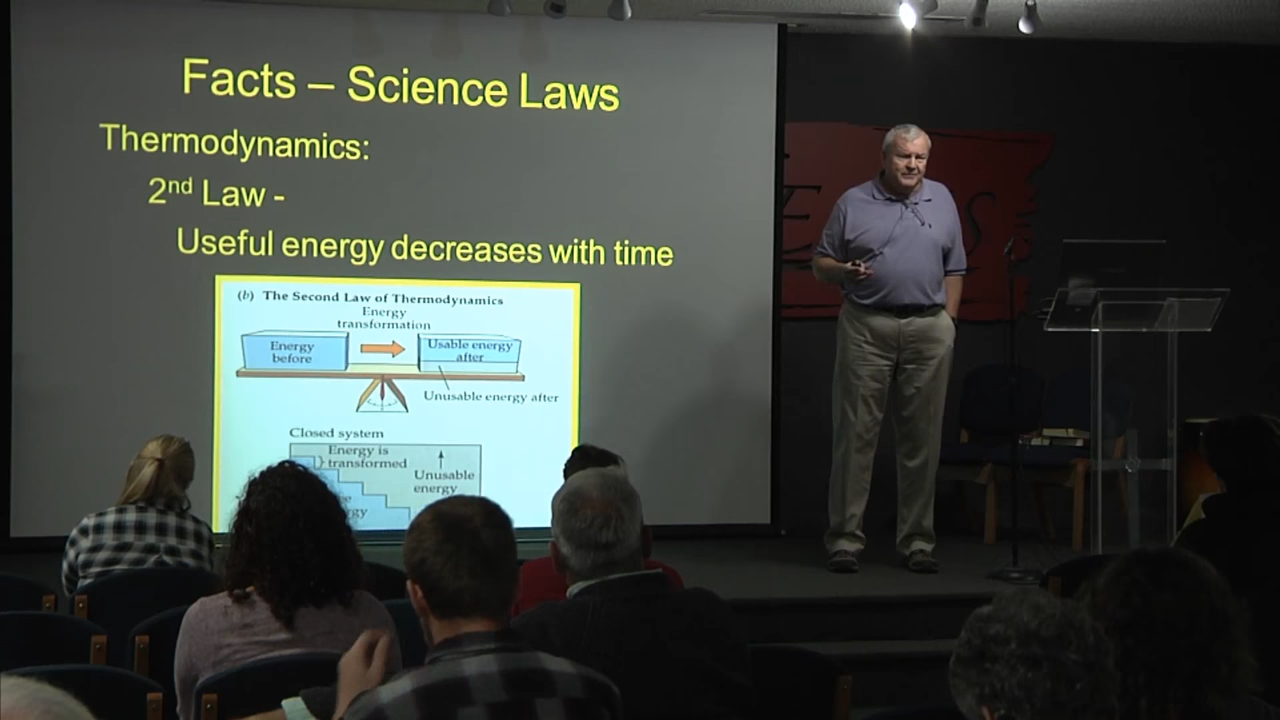 Facts – Science Laws
Thermodynamics:
2nd Law -
Useful energy decreases with time
(b) The Second Law of Thermodynamics
Energy
transformation
Energy
before
Usable energy
after
Unusable energy after
Closed system
Energy is
transformed
Unusable
energy